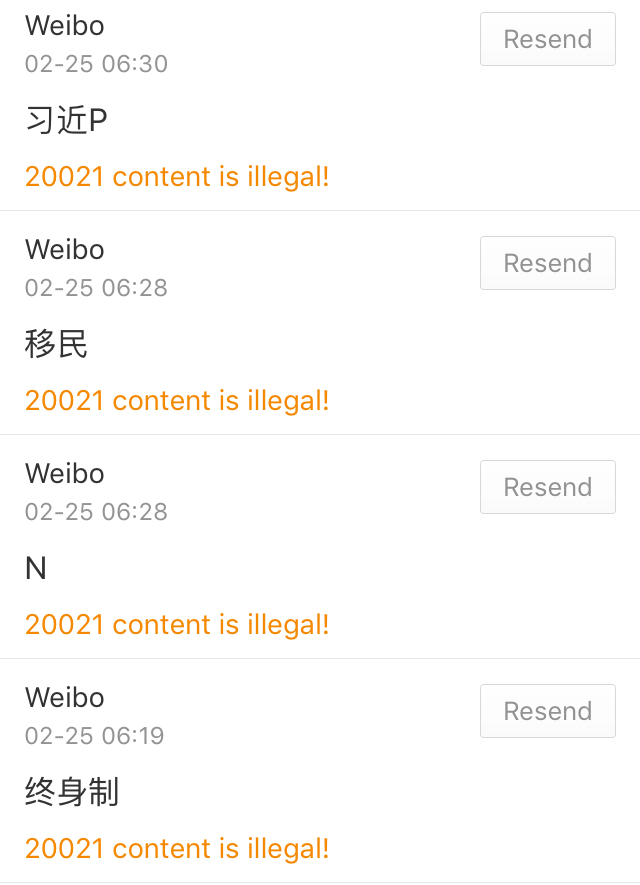 Weibo
Resend
02-25 06:30
习近P
20021 content is illegal!
Weibo
Resend
02-25 06:28
移民
20021 content is illegal!
Weibo
Resend
02-25 06:28
N
20021 content is illegal!
Weibo
Resend
02-25 06:19
终身制
20021 content is illegal!